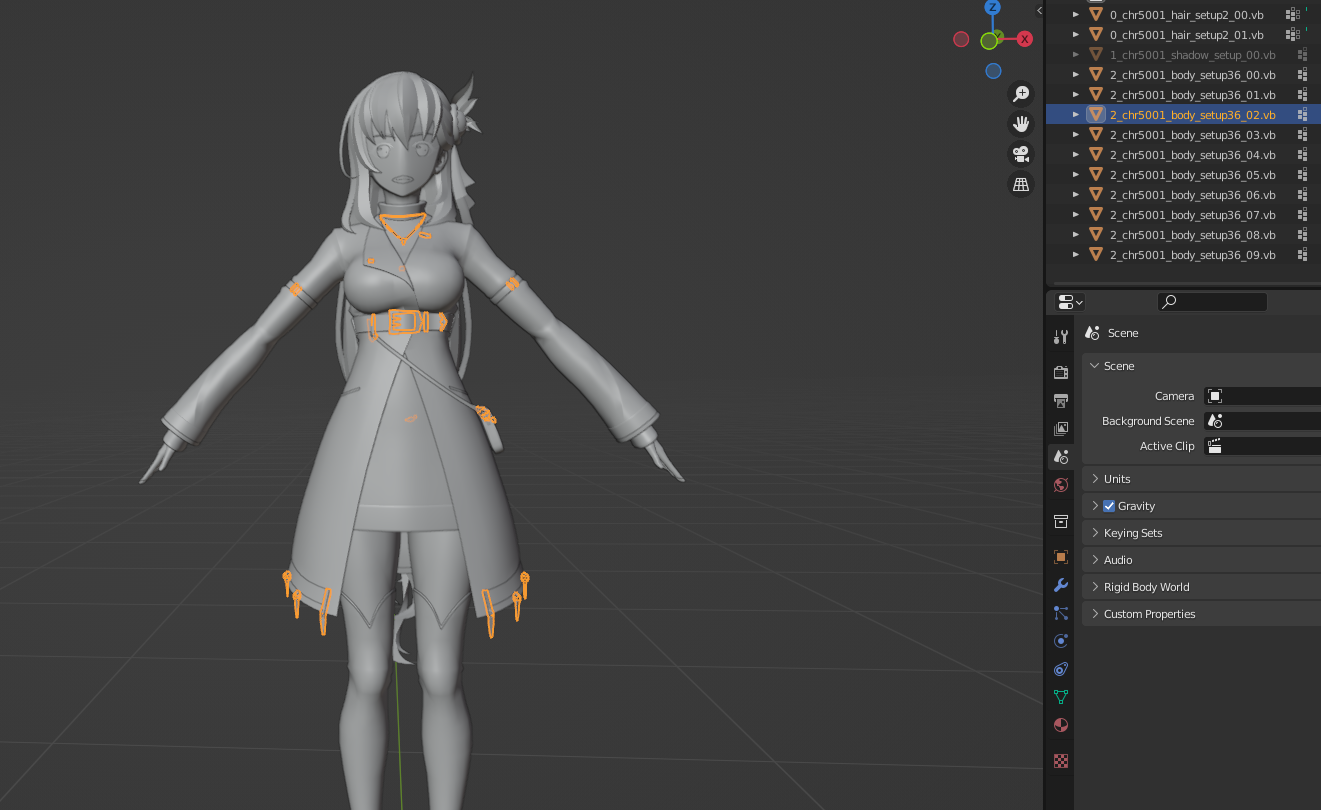 Z
X
0_chr5001_hair_setup2_00.vb
0_chr5001_hair_setup2_01.vb
1_chr5001_shadow_setup_00.vb
2_chr5001_body_setup36_00.vb
2_chr5001_body_setup36_01.vb
2_chr5001_body_setup36_02.vb
2_chr5001_body_setup36_03.vb
2_chr5001_body_setup36_04.vb
2_chr5001_body_setup36_05.vb
2_chr5001_body_setup36_06.vb
2_chr5001_body_setup36_07.vb
2_chr5001_body_setup36_08.vb
2_chr5001_body_setup36_09.vb
Scene
Scene
Camera
Background Scene
Active Clip
Units
Gravity
Keying Sets
Audio
Rigid Body World
Custom Properties